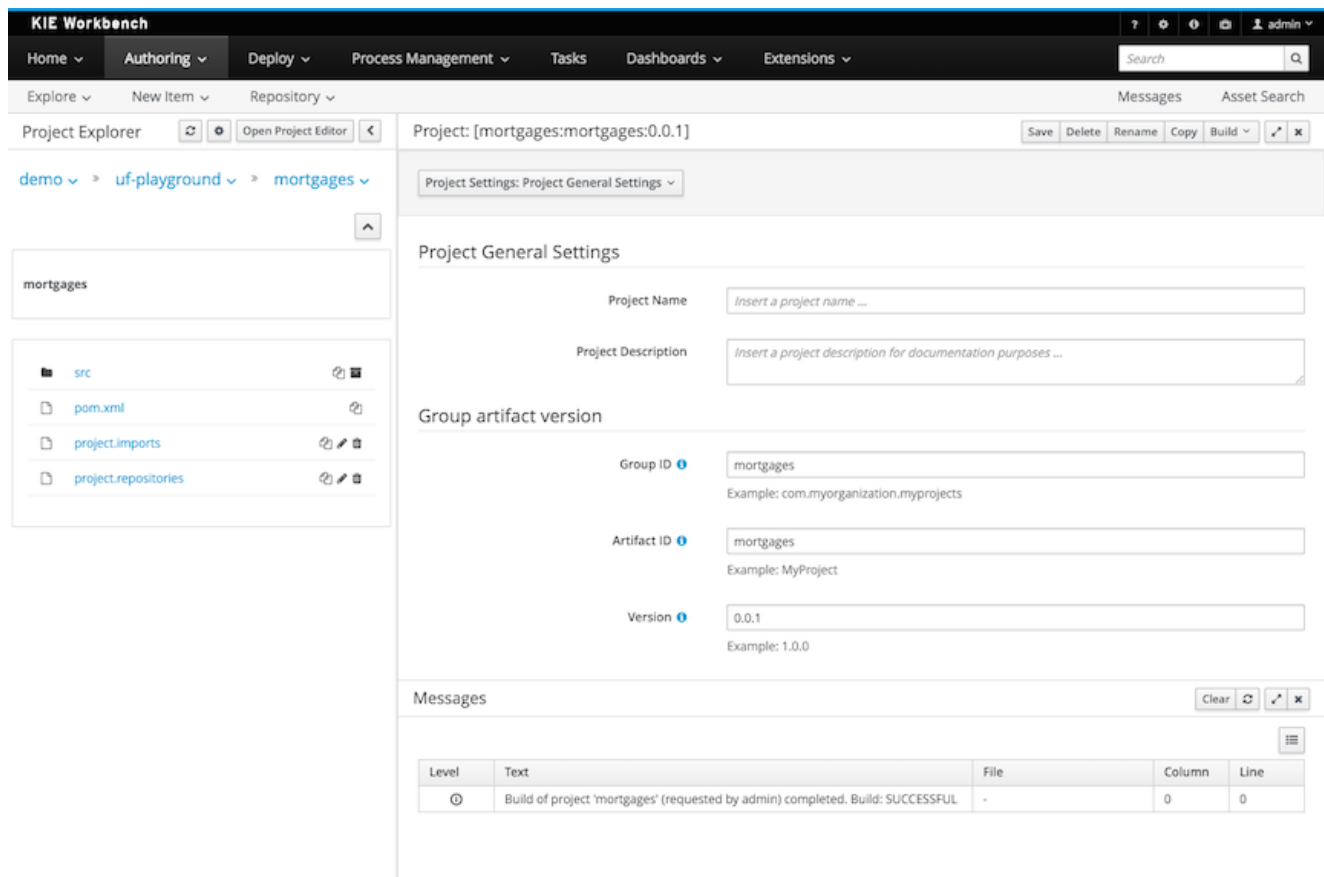 KIE Workbench
? admin
Home Authoring Deploy Process Management Tasks Dashboards Extensions Search
Explore New Item Repository Messages Asset Search
Project Explorer Open Project Editor
Project: [mortgages:mortgages:0.0.1] Save Delete Rename Copy Build
demo » uf-playground » mortgages
Project Settings: Project General Settings
mortgages
src
pom.xml
project.imports
project.repositories
Project General Settings
Project Name Insert a project name ...
Project Description Insert a project description for documentation purposes ...
Group artifact version
Group ID mortgages
Example: com.myorganization.myprojects
Artifact ID mortgages
Example: MyProject
Version 0.0.1
Example: 1.0.0
Messages Clear
Level Text File Column Line
Build of project 'mortgages' (requested by admin) completed. Build: SUCCESSFUL - 0 0